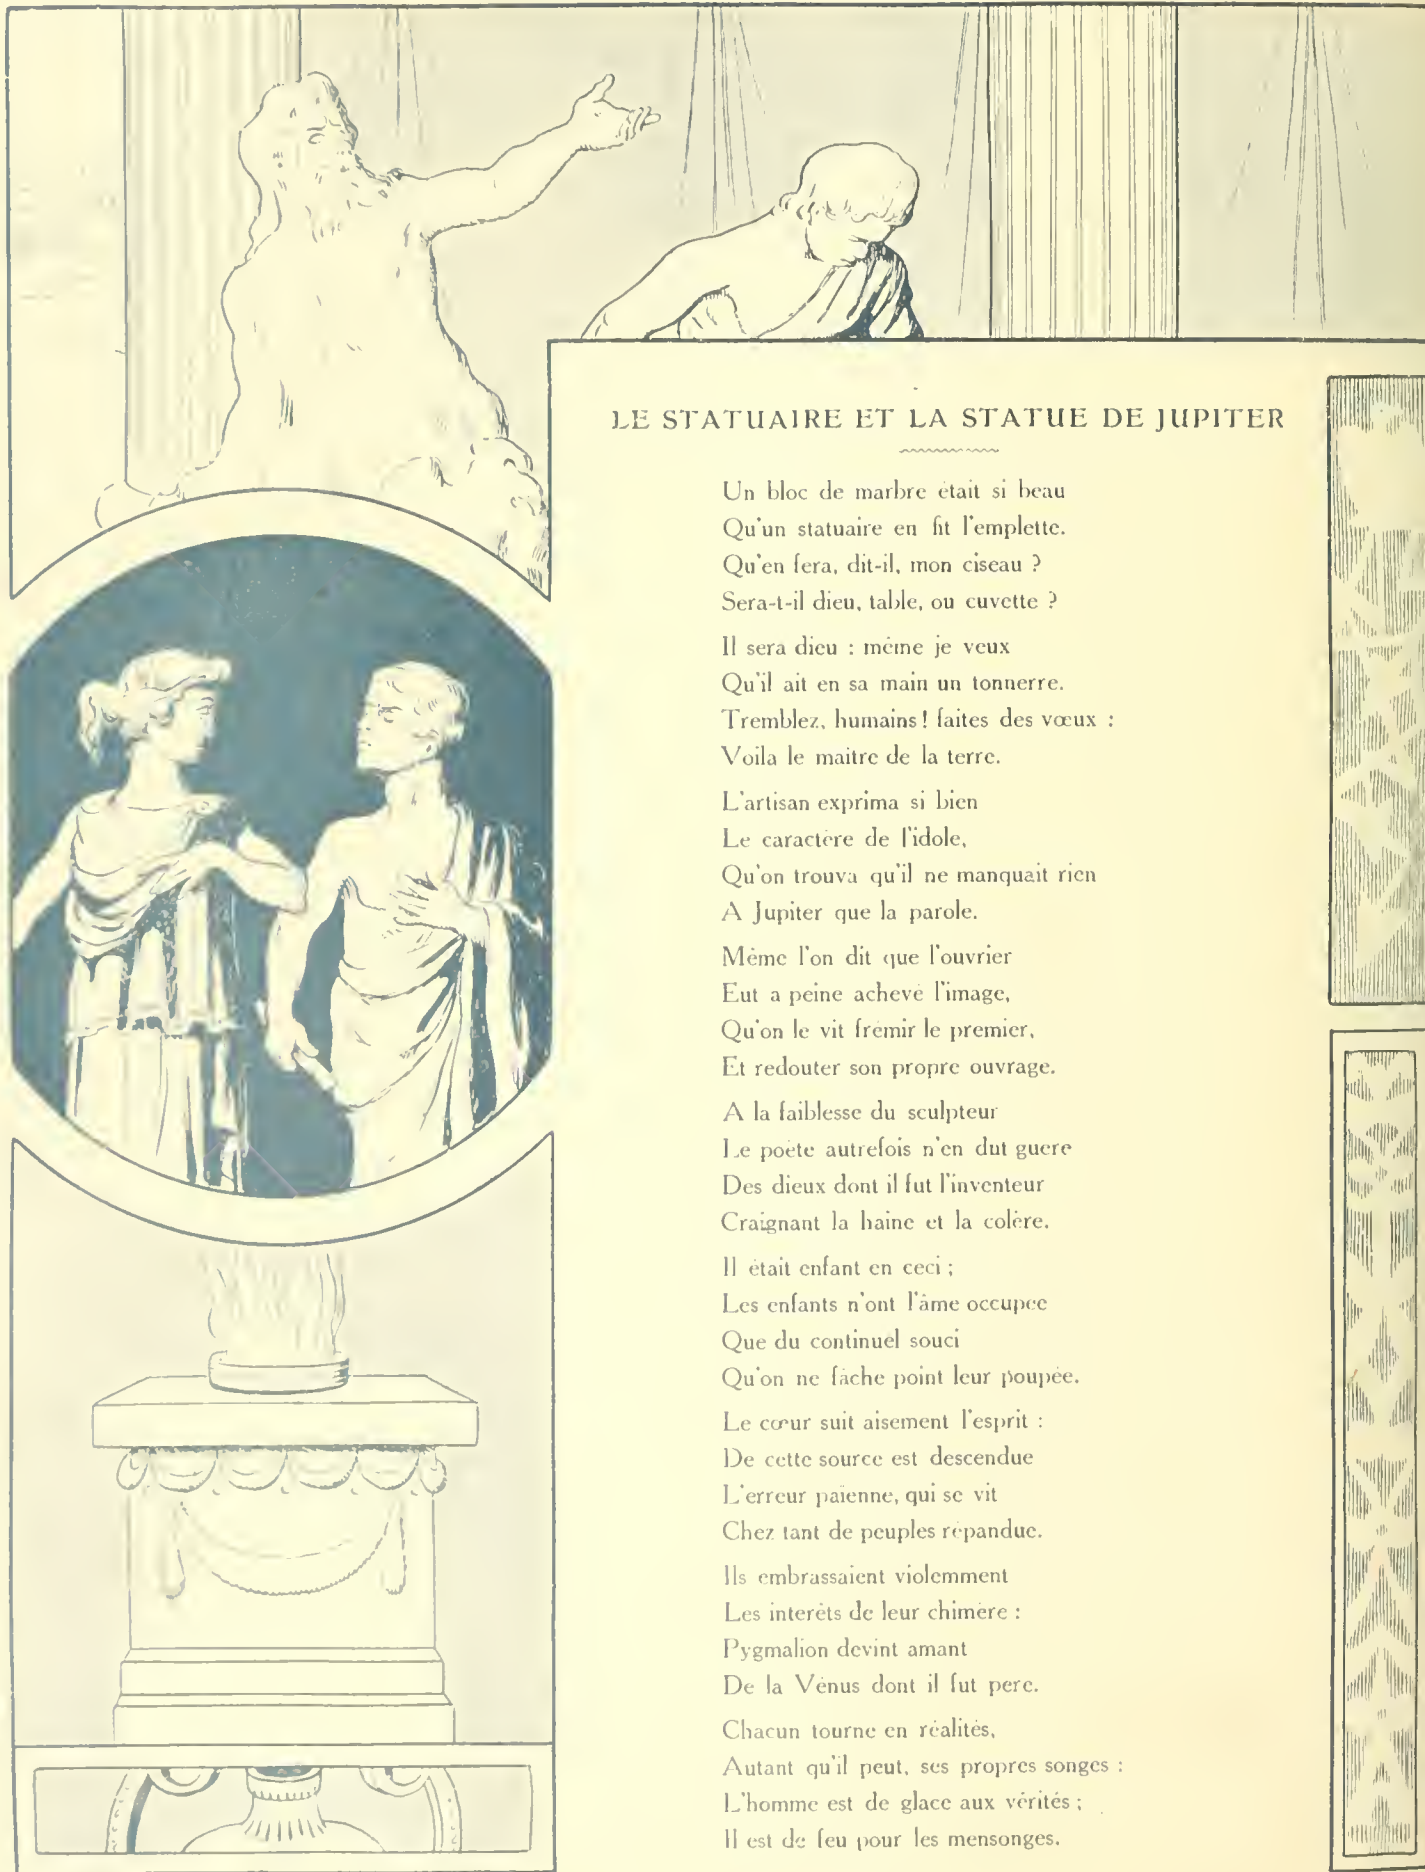 LE STATUAIRE ET LA STATUE DE JUPITER
Un bloc de marbre était si beau
Qu'un statuaire en fit l'emplette.
Qu'en fera, dit-il, mon ciseau ?
Sera-t-il dieu, table, ou cuvette ?
Il sera dieu : même je veux
Qu'il ait en sa main un tonnerre.
Tremblez, humains ! faites des vœux :
Voila le maitre de la terre.
L'artisan exprima si bien
Le caractère de l'idole,
Qu'on trouva qu'il ne manquait rien
A Jupiter que la parole.
Même l'on dit que l'ouvrier
Eut a peine achevé l'image,
Qu'on le vit frémir le premier,
Et redouter son propre ouvrage.
A la faiblesse du sculpteur
Le poète autrefois n'en dut guere
Des dieux dont il fut l'inventeur
Craignant la haine et la colère.
Il était enfant en ceci ;
Les enfants n'ont l'âme occupee
Que du continuel souci
Qu'on ne fâche point leur poupée.
Le cœur suit aisement l'esprit :
De cette source est descendue
L'erreur païenne, qui se vit
Chez tant de peuples répandue.
Ils embrassaient violemment
Les interêts de leur chimère :
Pygmalion devint amant
De la Vénus dont il fut pere.
Chacun tourne en réalités,
Autant qu'il peut, ses propres songes :
L'homme est de glace aux vérités ;
Il est de feu pour les mensonges.